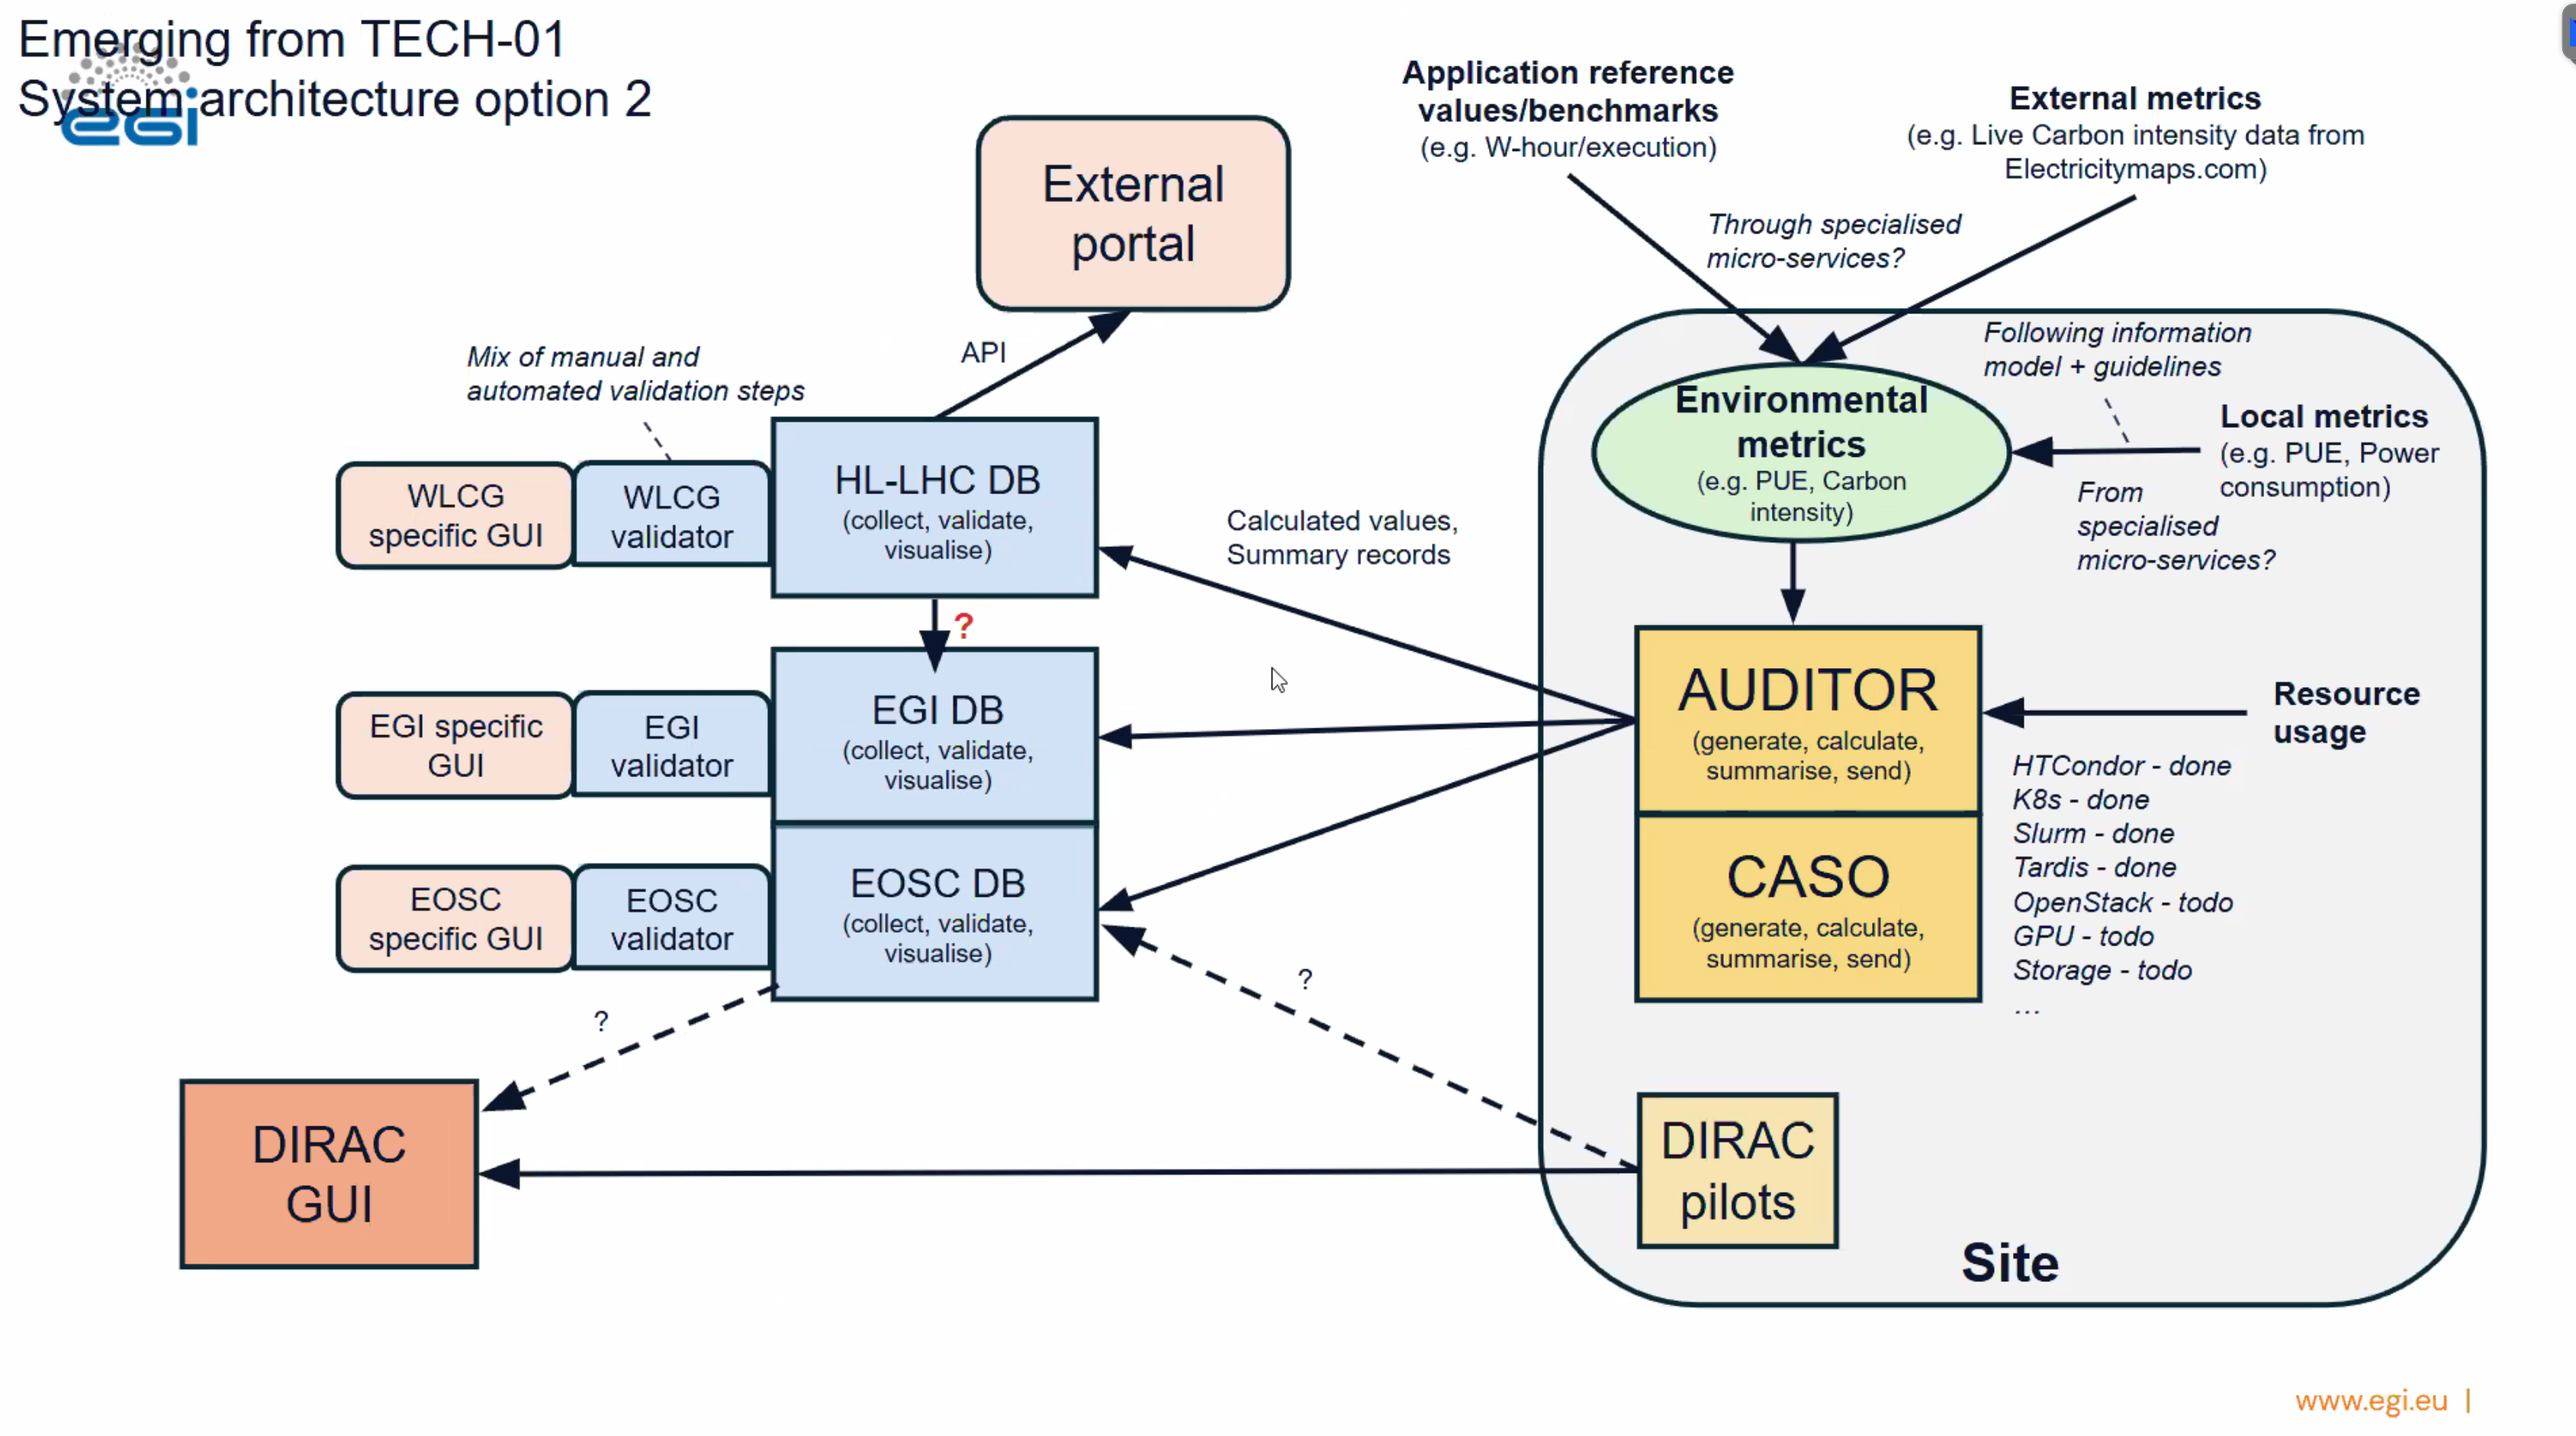 Emerging from TECH-01
System architecture option 2
egi
External
portal
Application reference
values/benchmarks
(e.g. W-hour/execution)
External metrics
(e.g. Live Carbon intensity data from
Electricitymaps.com)
Through specialised
micro-services?
API
Mix of manual and
automated validation steps
WLCG
specific GUI
WLCG
validator
HL-LHC DB
(collect, validate,
visualise)
Calculated values,
Summary records
Environmental
metrics
(e.g. PUE, Carbon
intensity)
Following information
model + guidelines
Local metrics
(e.g. PUE, Power
consumption)
From
specialised
micro-services?
?
EGI specific
GUI
EGI
validator
EGI DB
(collect, validate,
visualise)
AUDITOR
(generate, calculate,
summarise, send)
Resource
usage
HTCondor - done
K8s - done
Slurm - done
Tardis - done
OpenStack - todo
GPU - todo
Storage - todo
...
EOSC
specific GUI
EOSC
validator
EOSC DB
(collect, validate,
visualise)
CASO
(generate, calculate,
summarise, send)
?
?
DIRAC
GUI
DIRAC
pilots
Site
www.egi.eu |